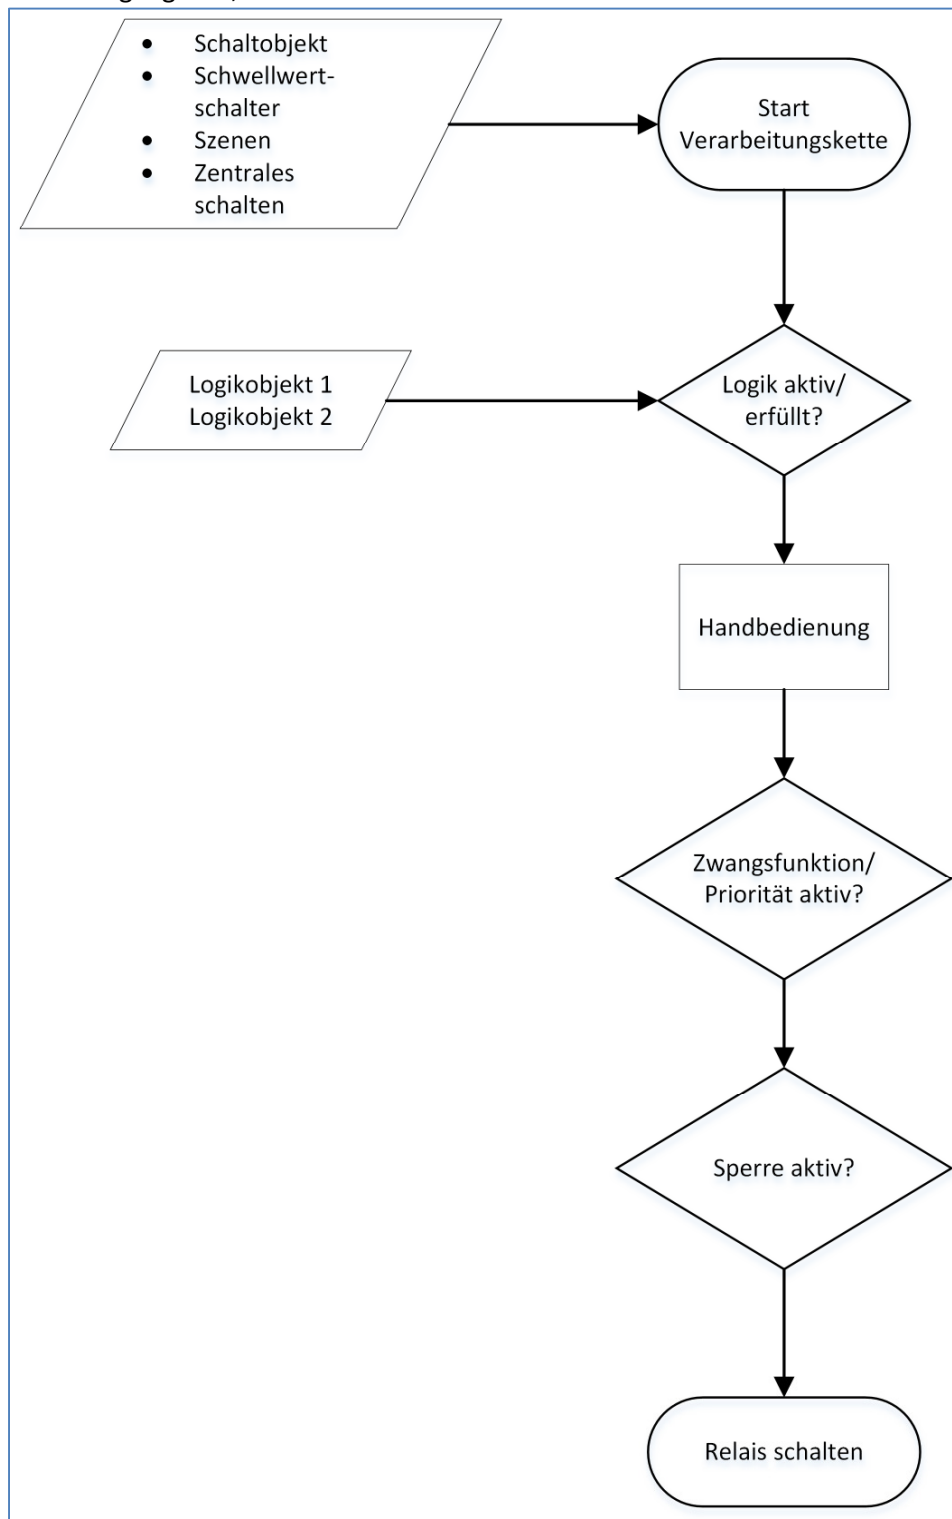 • Schaltobjekt
• Schwellwert-
schalter
• Szenen
• Zentrales
schalten
Start
Verarbeitungskette
Logikobjekt 1
Logikobjekt 2
Logik aktiv/
erfüllt?
Handbedienung
Zwangsfunktion/
Priorität aktiv?
Sperre aktiv?
Relais schalten